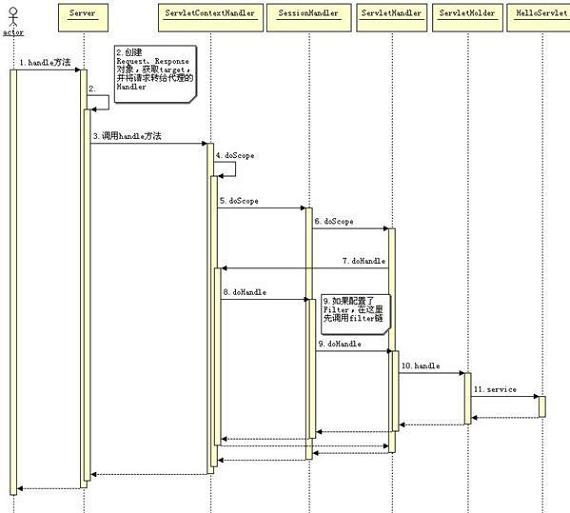 Server
ServletContextHandler
SessionHandler
ServletHandler
ServletHolder
HelloServlet
actor
1.handle方法
2.创建
Request、Response
对象，获取target，
并将请求转给代理的
Handler
2.
3.调用handle方法
4.doScope
5.doScope
6.doScope
7.doHandle
8.doHandle
9.如果配置了
Filter，在这里
先调用filter链
9.doHandle
10.handle
11.service